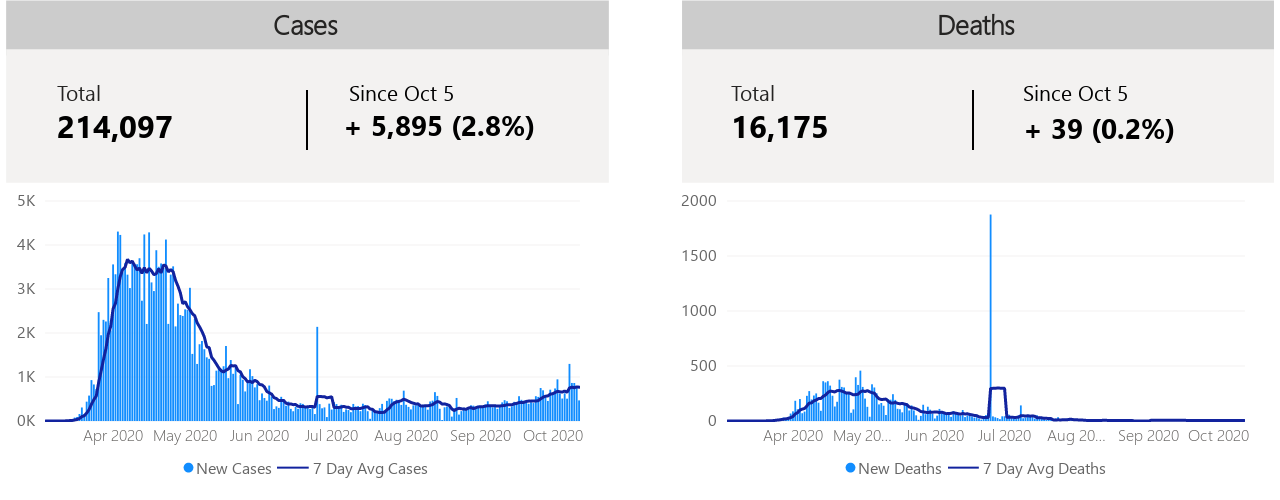 Cases
Total
214,097
Since Oct 5
+ 5,895 (2.8%)
5K
4K
3K
2K
1K
0K
Apr 2020 May 2020 Jun 2020 Jul 2020 Aug 2020 Sep 2020 Oct 2020
New Cases 7 Day Avg Cases
Deaths
Total
16,175
Since Oct 5
+ 39 (0.2%)
2000
1500
1000
500
0
Apr 2020 May 20... Jun 2020 Jul 2020 Aug 20... Sep 2020 Oct 2020
New Deaths 7 Day Avg Deaths